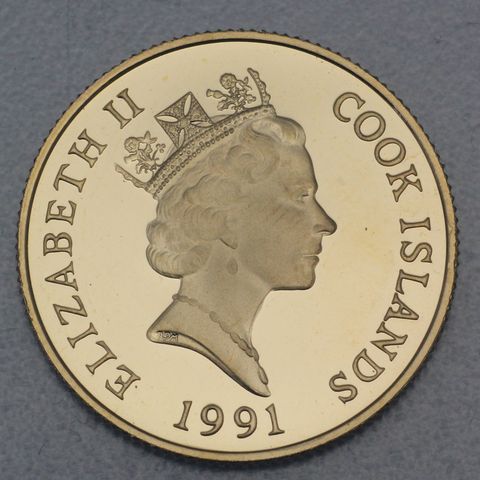 ELIZABETH II
COOK ISLANDS
1991